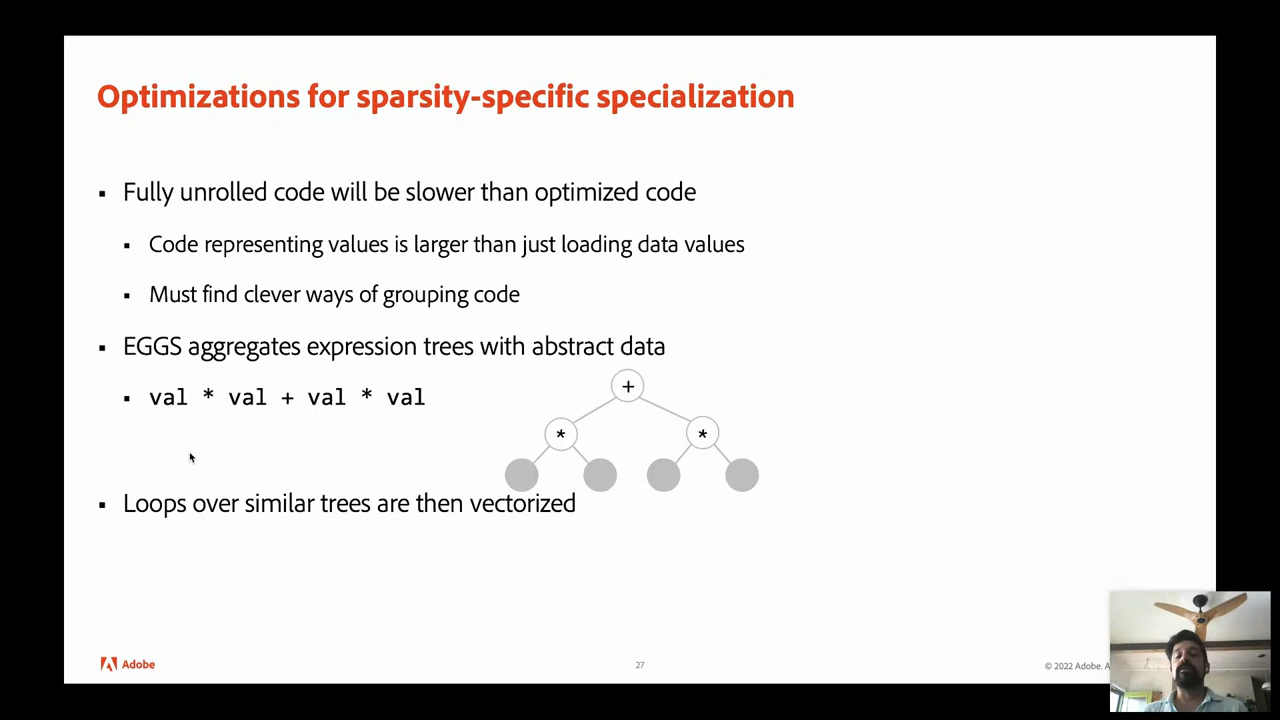 Optimizations for sparsity-specific specialization
▪ Fully unrolled code will be slower than optimized code
▪ Code representing values is larger than just loading data values
▪ Must find clever ways of grouping code
▪ EGGS aggregates expression trees with abstract data
▪ val * val + val * val
+
* *
▪ Loops over similar trees are then vectorized
Adobe
27
© 2022 Adobe. A